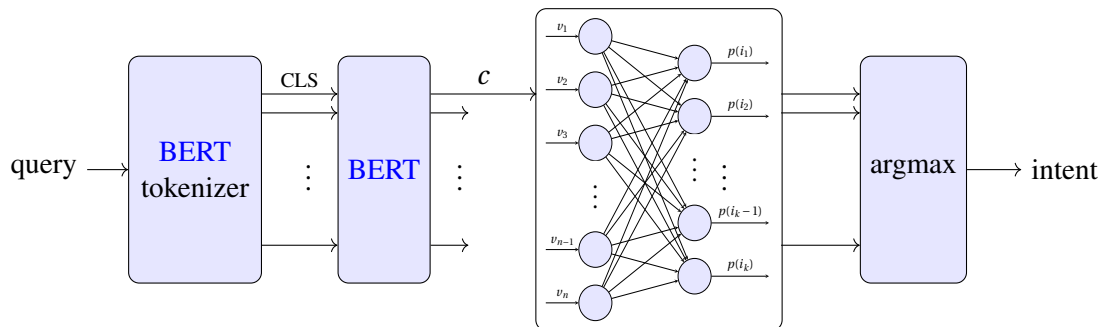 query
BERT
tokenizer
CLS
⋮
BERT
c
⋮
v₁
v₂
v₃
⋮
vₙ₋₁
vₙ
p(i₁)
p(i₂)
⋮ ⋮
p(iₖ−1)
p(iₖ)
⋮
argmax
intent